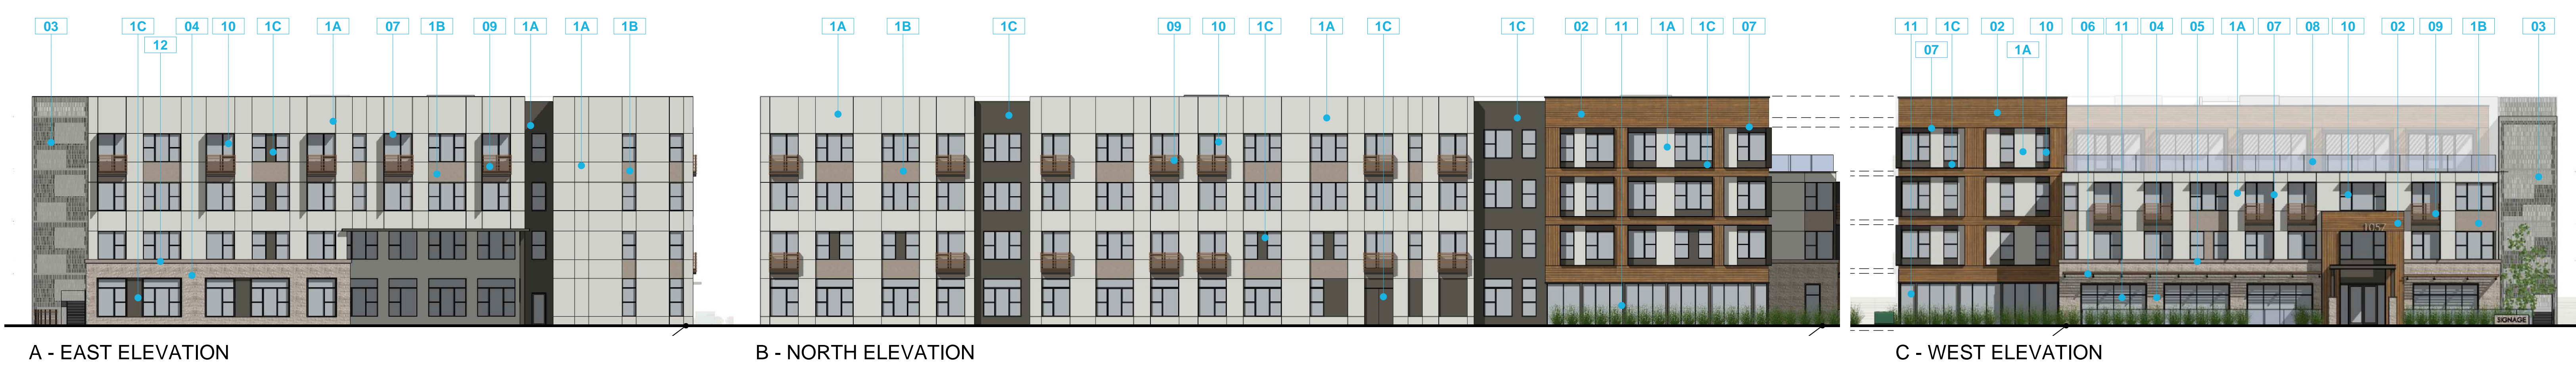 03 1C 04 10 1C 1A 07 1B 09 1A 1A 1B
12
1A 1B 1C 09 10 1C 1A 1C 1C 02 11 1A 1C 07
11 1C 02 10 06 11 04 05 1A 07 08 10 02 09 1B 03
07 1A
1052
SIGNAGE
A - EAST ELEVATION
B - NORTH ELEVATION
C - WEST ELEVATION